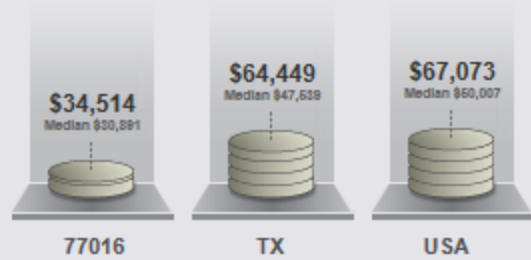 $34,514
Median $30,891
77016
$64,449
Median $47,539
TX
$67,073
Median $50,007
USA